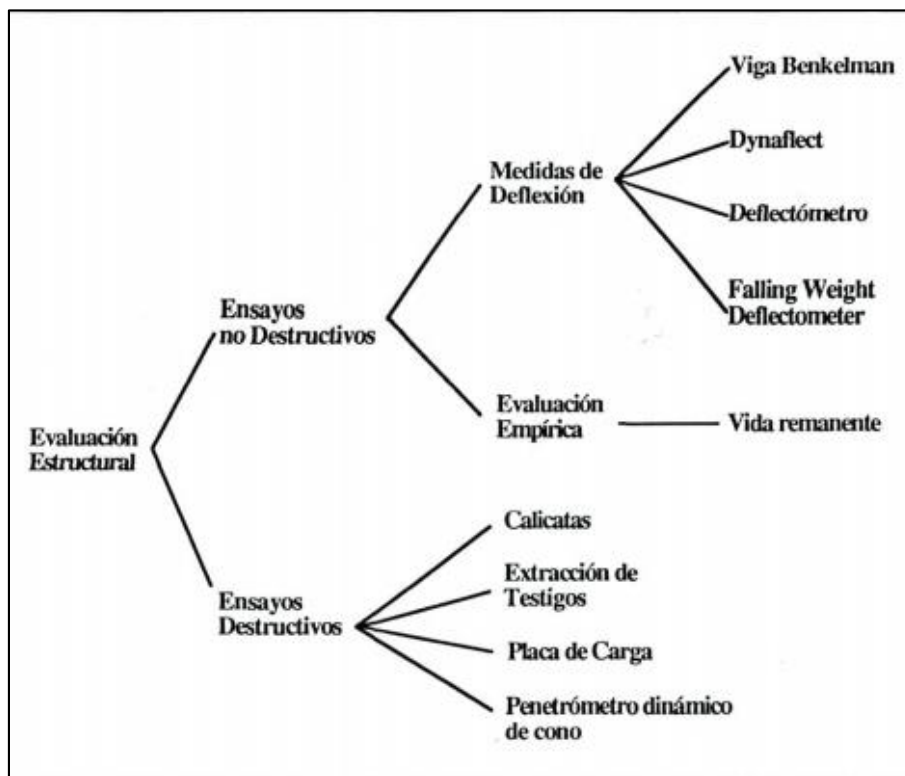 Evaluación
Estructural
Ensayos
no Destructivos
Medidas de
Deflexión
Viga Benkelman
Dynaflect
Deflectómetro
Falling Weight
Deflectometer
Evaluación
Empírica
Vida remanente
Ensayos
Destructivos
Calicatas
Extracción de
Testigos
Placa de Carga
Penetrómetro dinámico
de cono